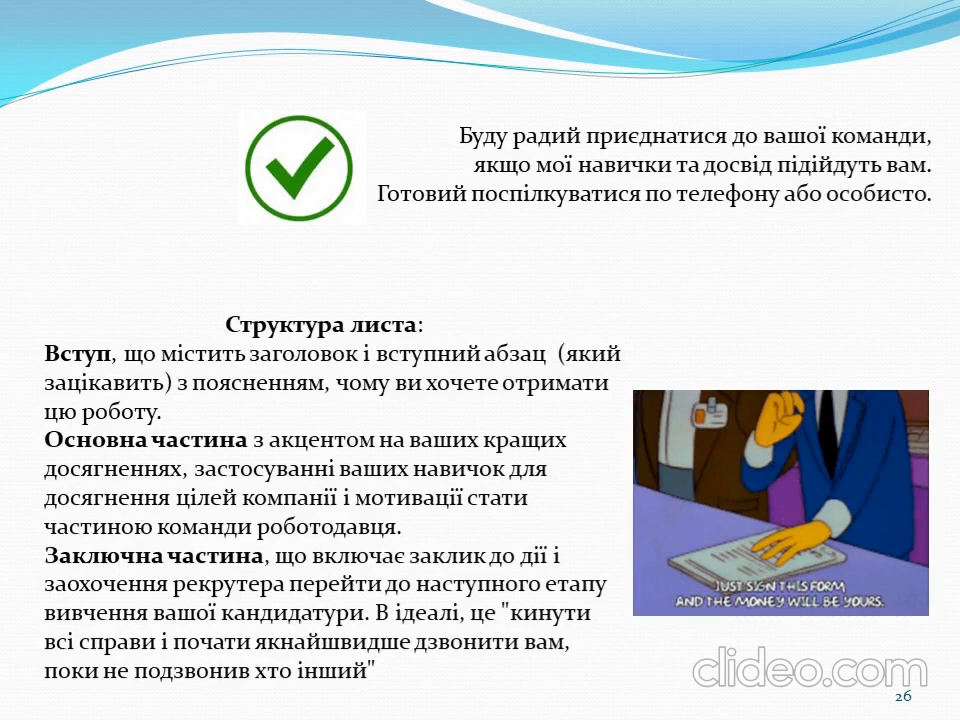 Буду радий приєднатися до вашої команди,
якщо мої навички та досвід підійдуть вам.
Готовий поспілкуватися по телефону або особисто.
Структура листа:
Вступ, що містить заголовок і вступний абзац (який
зацікавить) з поясненням, чому ви хочете отримати
цю роботу.
Основна частина з акцентом на ваших кращих
досягненнях, застосуванні ваших навичок для
досягнення цілей компанії і мотивації стати
частиною команди роботодавця.
Заключна частина, що включає заклик до дії і
заохочення рекрутера перейти до наступного етапу
вивчення вашої кандидатури. В ідеалі, це "кинути
всі справи і почати якнайшвидше дзвонити вам,
поки не подзвонив хто інший"
JUST SIGN THIS FORM,
AND THE MONEY WILL BE YOURS.
clideo.com
26